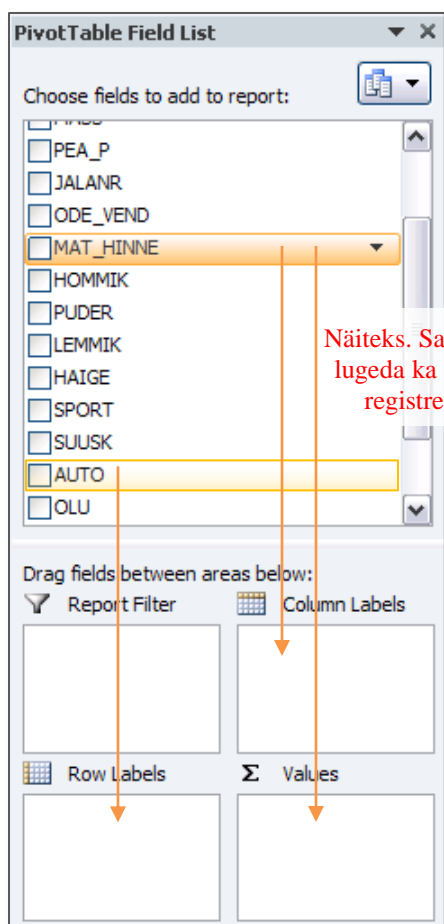 PivotTable Field List
Choose fields to add to report:
PEA_P
JALANR
ODE_VEND
MAT_HINNE
HOMMIK
PUDER
LEMMIK
HAIGE
SPORT
SUUSK
AUTO
OLU
Näiteks. Sa
lugeda ka
registre
Drag fields between areas below:
Report Filter
Column Labels
Row Labels
Σ Values